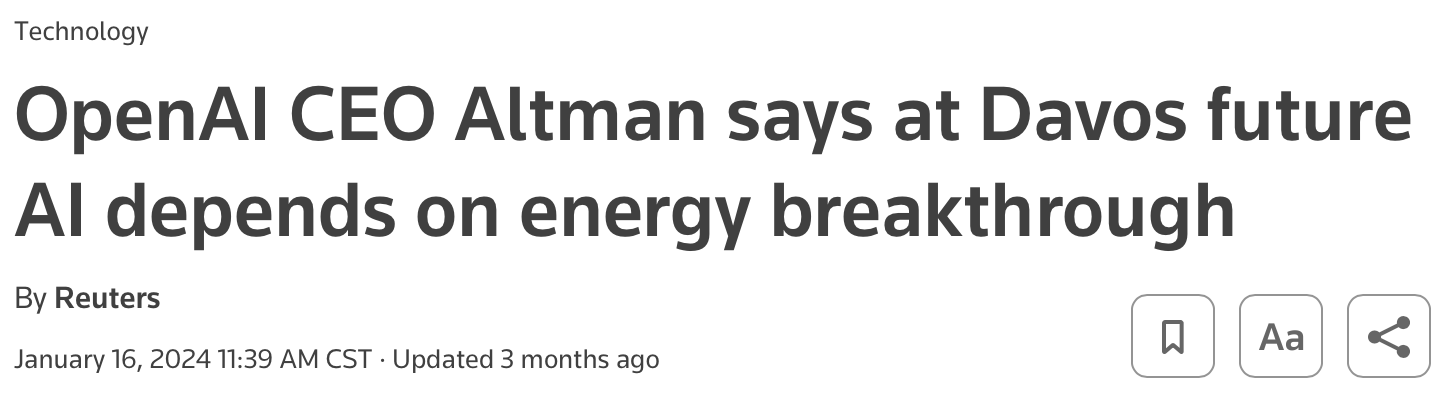 Technology
OpenAI CEO Altman says at Davos future
AI depends on energy breakthrough
By Reuters
January 16, 2024 11:39 AM CST · Updated 3 months ago
Aa